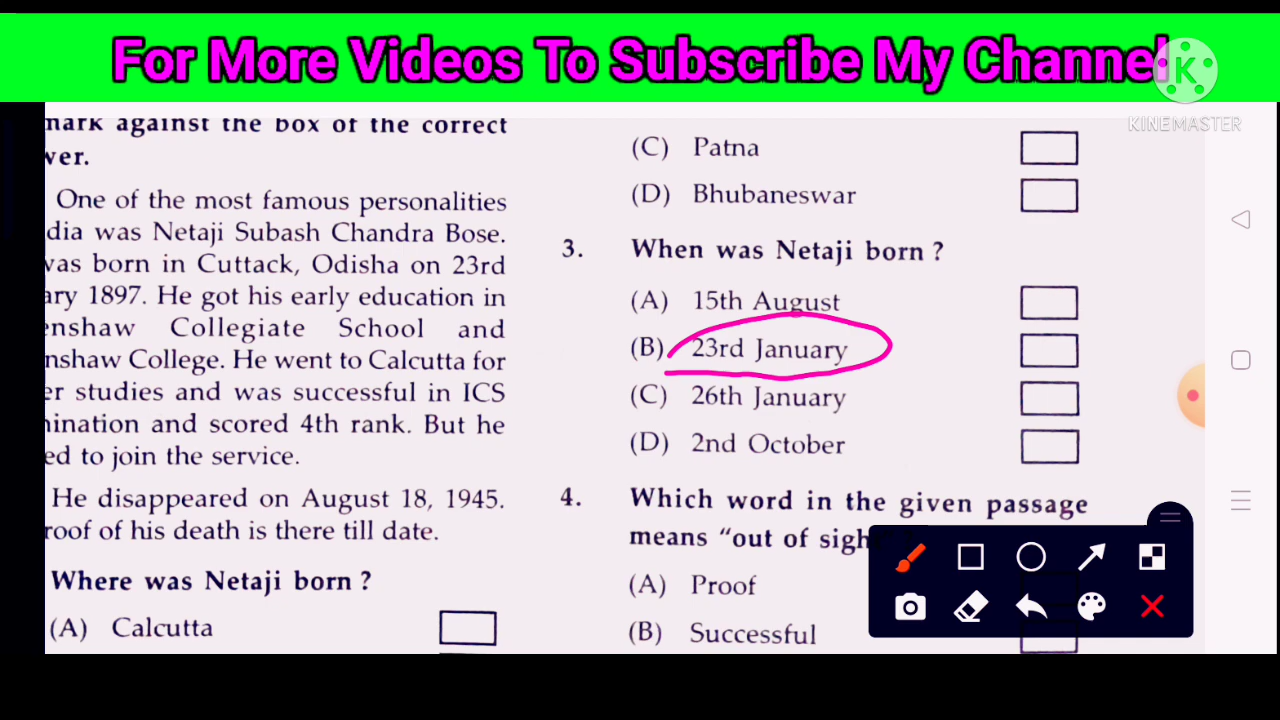 For More Videos To Subscribe My Channel
K
KINEMASTER
mark against the box of the correct
wer.
One of the most famous personalities
dia was Netaji Subash Chandra Bose.
was born in Cuttack, Odisha on 23rd
ary 1897. He got his early education in
enshaw Collegiate School and
nshaw College. He went to Calcutta for
er studies and was successful in ICS
mination and scored 4th rank. But he
ed to join the service.
He disappeared on August 18, 1945.
roof of his death is there till date.
Where was Netaji born ?
(A) Calcutta
(C) Patna
(D) Bhubaneswar
3. When was Netaji born ?
(A) 15th August
(B) 23rd January
(C) 26th January
(D) 2nd October
4. Which word in the given passage
means “out of sigh
(A) Proof
(B) Successful